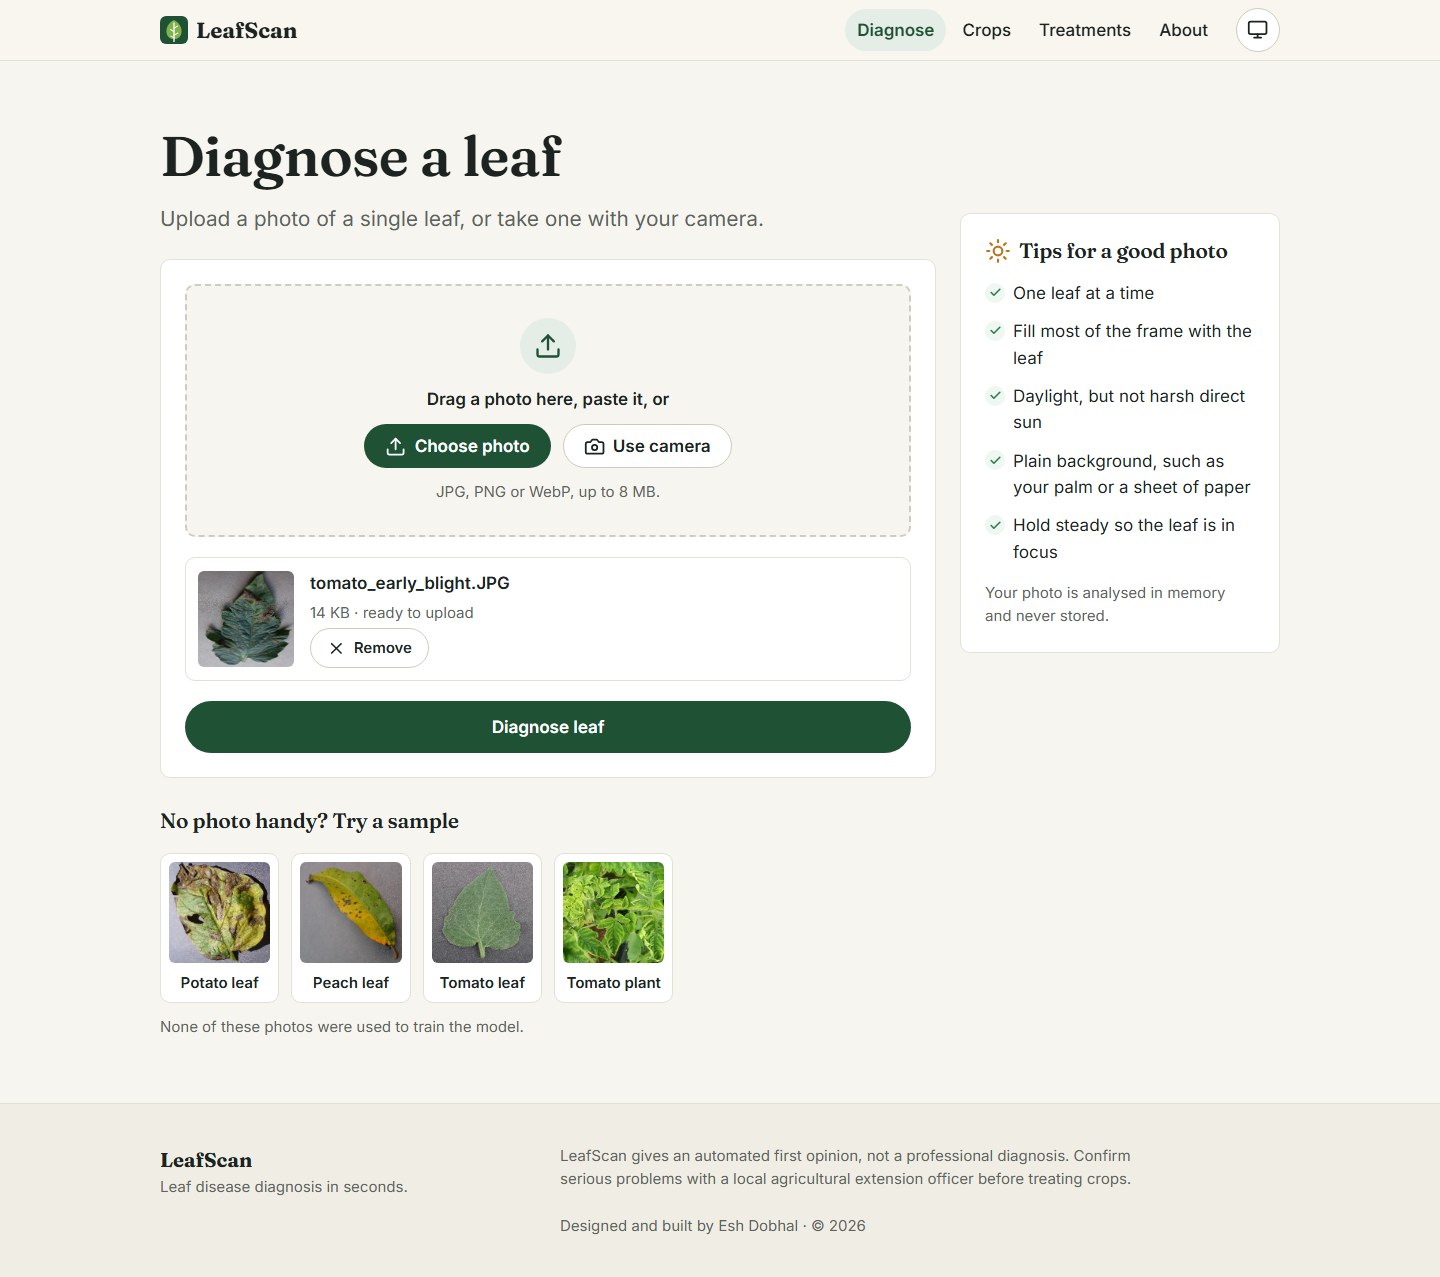 LeafScan
Diagnose
Crops
Treatments
About
Diagnose a leaf
Upload a photo of a single leaf, or take one with your camera.
Drag a photo here, paste it, or
Choose photo
Use camera
JPG, PNG or WebP, up to 8 MB.
tomato_early_blight.JPG
14 KB · ready to upload
Remove
Diagnose leaf
Tips for a good photo
One leaf at a time
Fill most of the frame with the
leaf
Daylight, but not harsh direct
sun
Plain background, such as
your palm or a sheet of paper
Hold steady so the leaf is in
focus
Your photo is analysed in memory
and never stored.
No photo handy? Try a sample
Potato leaf
Peach leaf
Tomato leaf
Tomato plant
None of these photos were used to train the model.
LeafScan
Leaf disease diagnosis in seconds.
LeafScan gives an automated first opinion, not a professional diagnosis. Confirm
serious problems with a local agricultural extension officer before treating crops.
Designed and built by Esh Dobhal · © 2026